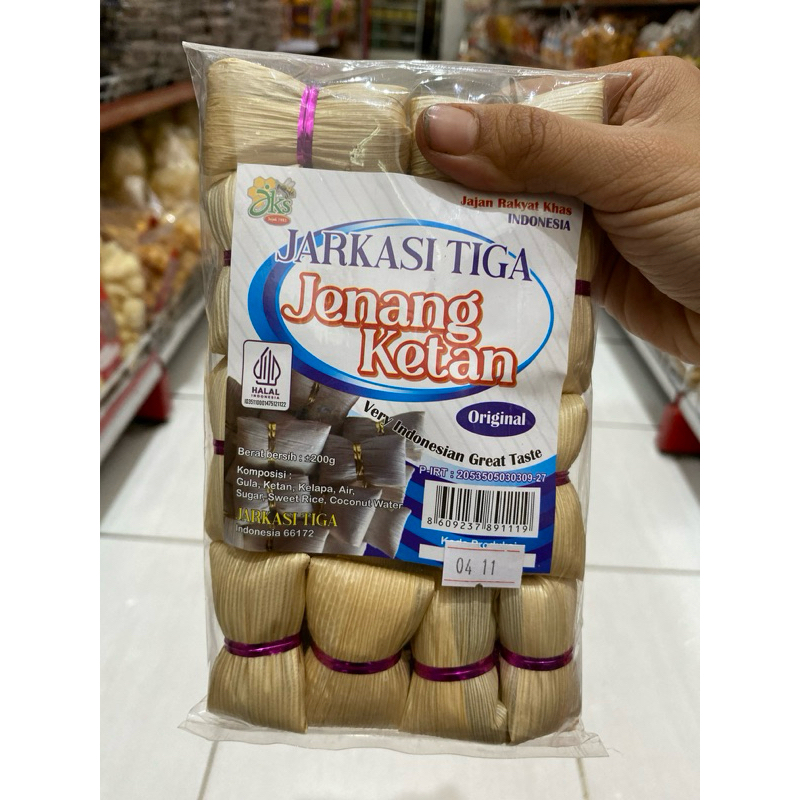 jks
Jajan Rakyat Khas
INDONESIA
JARKASI TIGA
Jenang
Ketan
HALAL
INDONESIA
ID35110001475121122
Original
Very Indonesian Great Taste
Berat bersih : ±200g
Komposisi :
Gula, Ketan, Kelapa, Air,
Sugar, Sweet Rice, Coconut Water
JARKASI TIGA
Indonesia 66172
P-IRT : 2053505030309-27
8 609237 891119
04 11